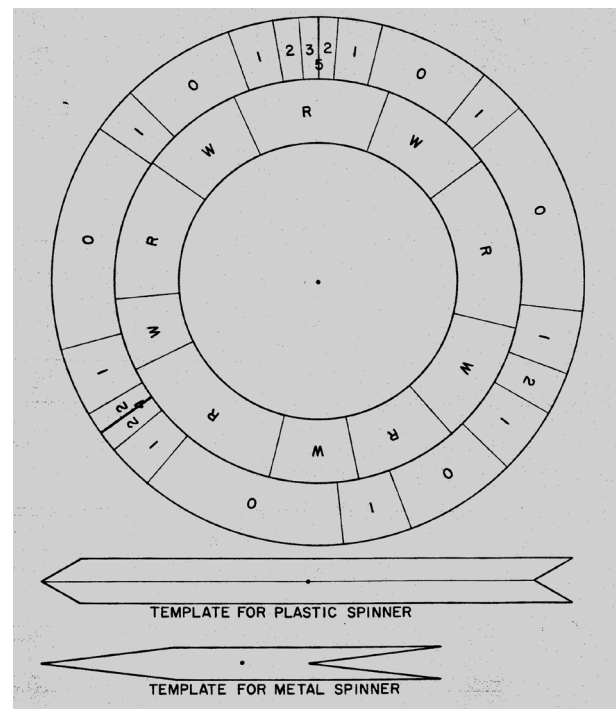 0 1 2 3 5 2 1 0 1 0 1 2 1 0 1 0 1 2 4 2 1 0 1
R W R W R W R W R W
TEMPLATE FOR PLASTIC SPINNER
TEMPLATE FOR METAL SPINNER